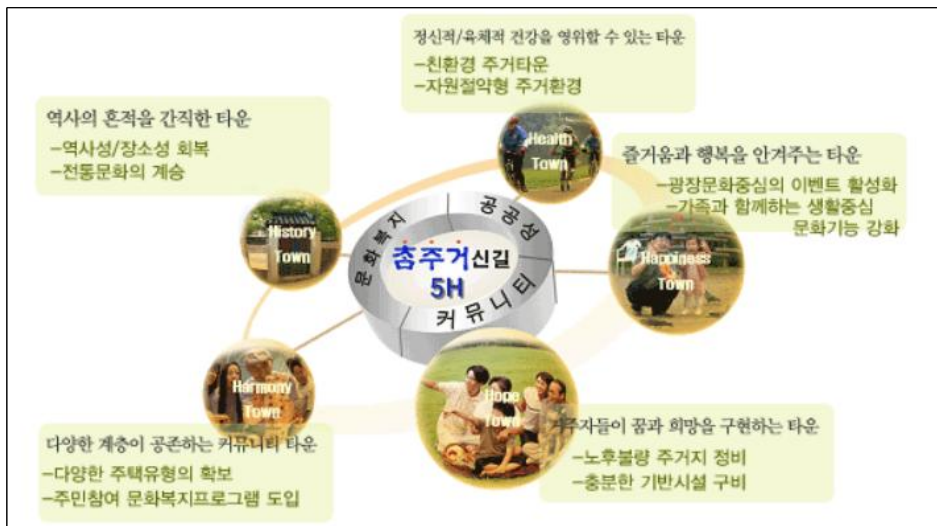 정신적/육체적 건강을 영위할 수 있는 타운
–친환경 주거타운
–자원절약형 주거환경
Health
Town
역사의 흔적을 간직한 타운
–역사성/장소성 회복
–전통문화의 계승
History
Town
즐거움과 행복을 안겨주는 타운
–광장문화중심의 이벤트 활성화
–가족과 함께하는 생활중심
문화기능 강화
Happiness
Town
문화복지
공공성
커뮤니티
참주거신길
5H
Harmony
Town
다양한 계층이 공존하는 커뮤니티 타운
–다양한 주택유형의 확보
–주민참여 문화복지프로그램 도입
Hope
Town
거주자들이 꿈과 희망을 구현하는 타운
–노후불량 주거지 정비
–충분한 기반시설 구비